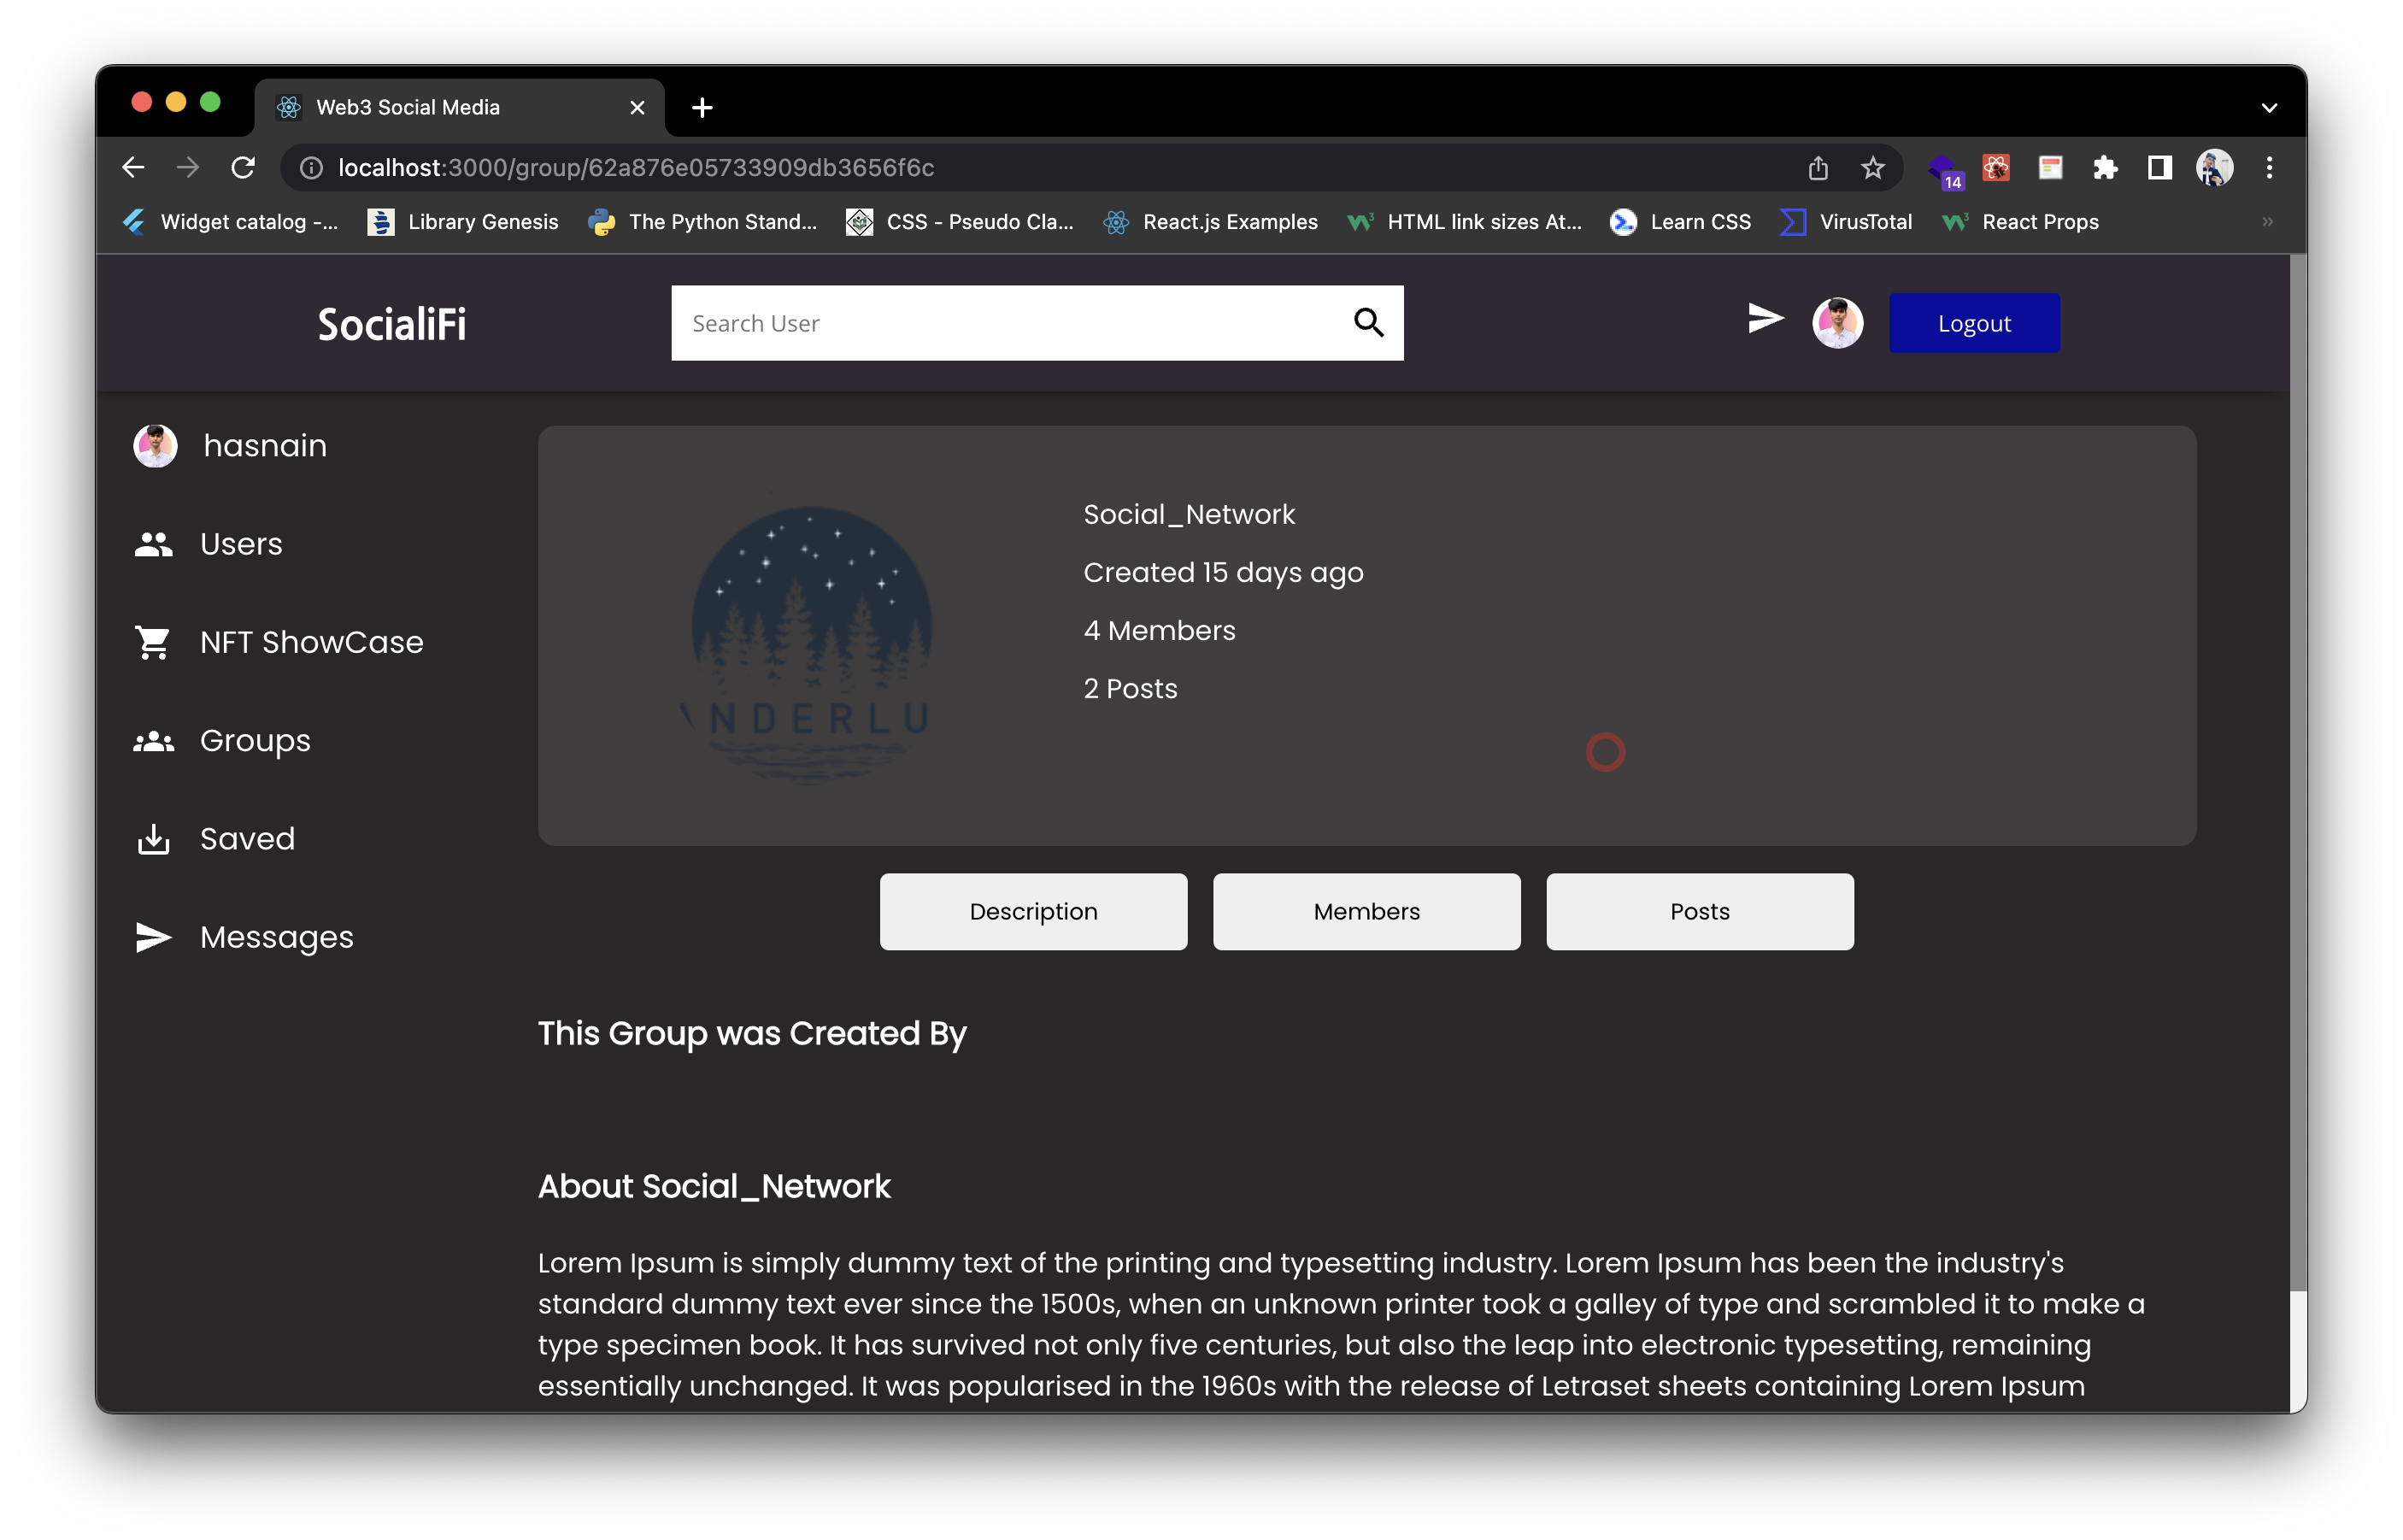 Web3 Social Media
localhost:3000/group/62a876e05733909db3656f6c
14
Widget catalog -... Library Genesis The Python Stand... CSS - Pseudo Cla... React.js Examples HTML link sizes At... Learn CSS VirusTotal React Props »
SocialiFi Search User Logout
hasnain
Users
NFT ShowCase
Groups
Saved
Messages
NDERLU
Social_Network
Created 15 days ago
4 Members
2 Posts
Description Members Posts
This Group was Created By
About Social_Network
Lorem Ipsum is simply dummy text of the printing and typesetting industry. Lorem Ipsum has been the industry's
standard dummy text ever since the 1500s, when an unknown printer took a galley of type and scrambled it to make a
type specimen book. It has survived not only five centuries, but also the leap into electronic typesetting, remaining
essentially unchanged. It was popularised in the 1960s with the release of Letraset sheets containing Lorem Ipsum